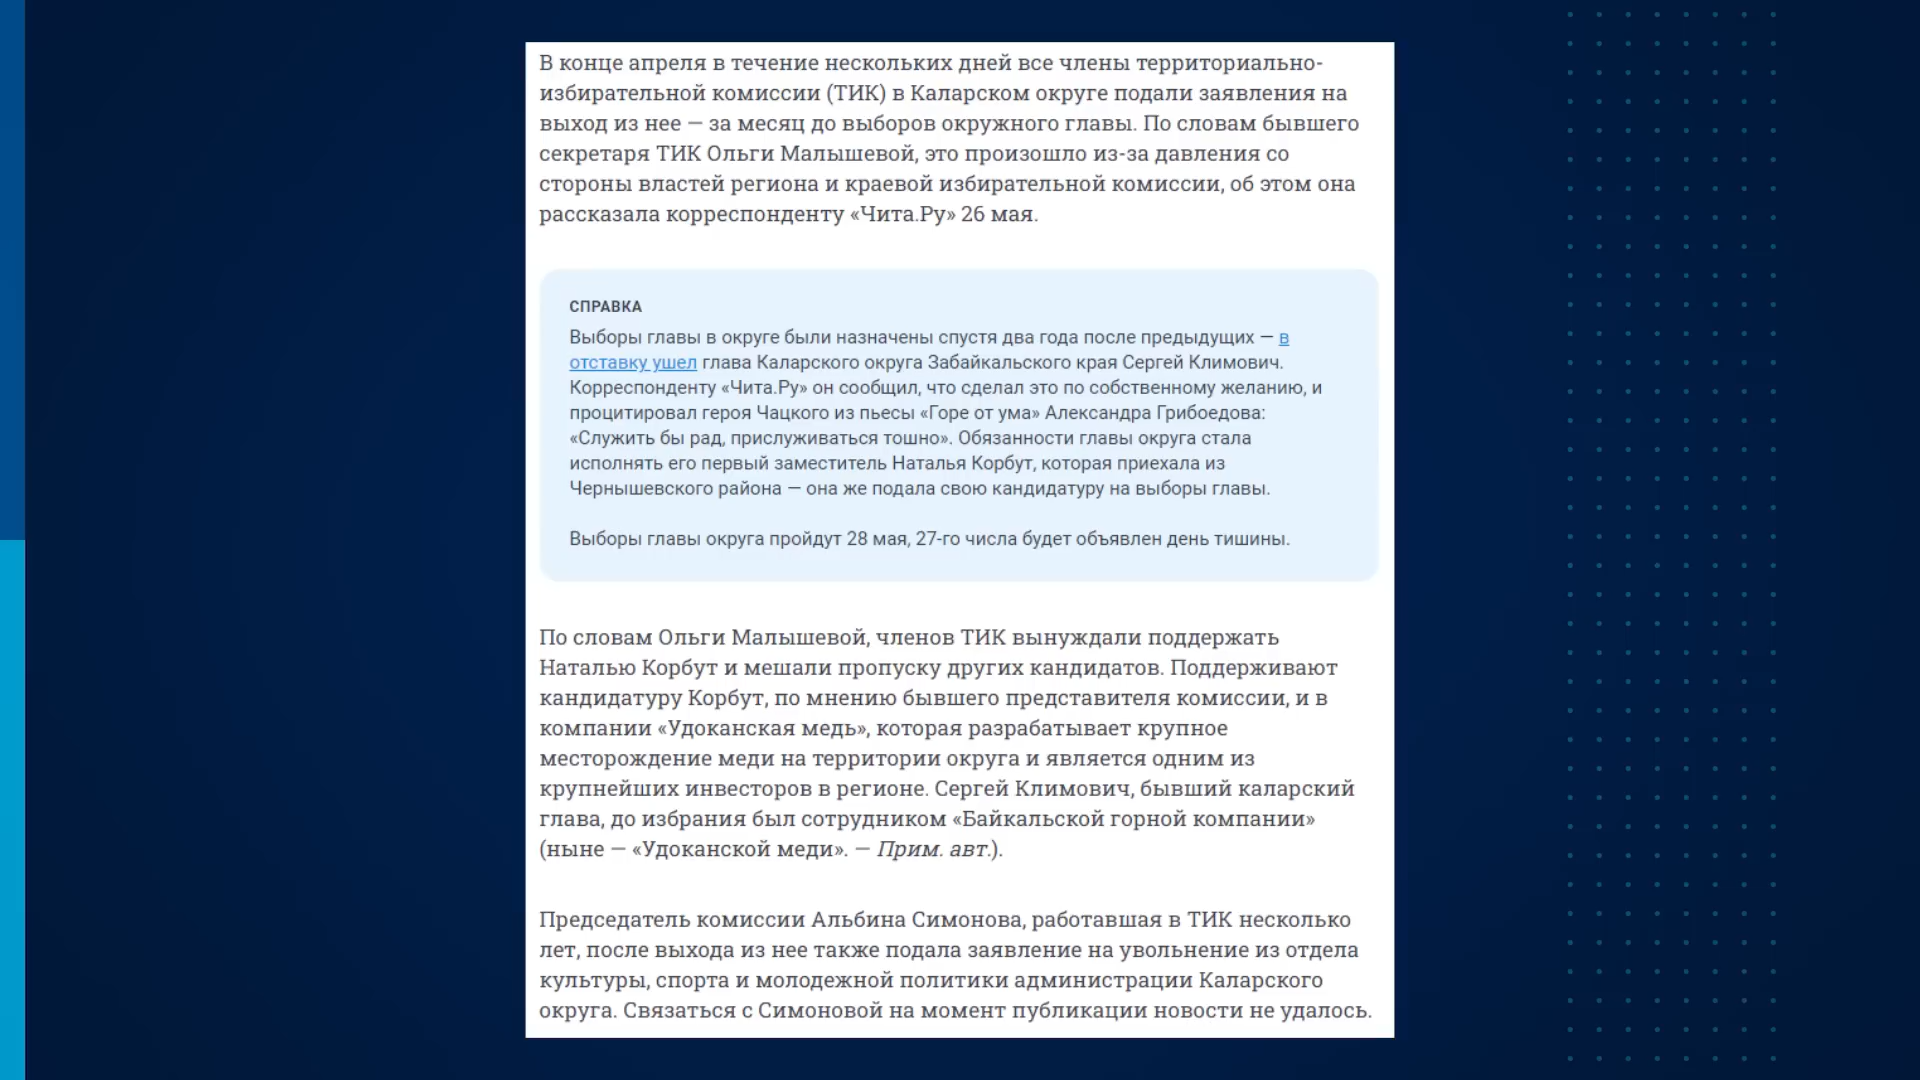 В конце апреля в течение нескольких дней все члены территориально-
избирательной комиссии (ТИК) в Каларском округе подали заявления на
выход из нее — за месяц до выборов окружного главы. По словам бывшего
секретаря ТИК Ольги Малышевой, это произошло из-за давления со
стороны властей региона и краевой избирательной комиссии, об этом она
рассказала корреспонденту «Чита.Ру» 26 мая.
СПРАВКА
Выборы главы в округе были назначены спустя два года после предыдущих — в
отставку ушел глава Каларского округа Забайкальского края Сергей Климович.
Корреспонденту «Чита.Ру» он сообщил, что сделал это по собственному желанию, и
процитировал героя Чацкого из пьесы «Горе от ума» Александра Грибоедова:
«Служить бы рад, прислуживаться тошно». Обязанности главы округа стала
исполнять его первый заместитель Наталья Корбут, которая приехала из
Чернышевского района — она же подала свою кандидатуру на выборы главы.
Выборы главы округа пройдут 28 мая, 27-го числа будет объявлен день тишины.
По словам Ольги Малышевой, членов ТИК вынуждали поддержать
Наталью Корбут и мешали пропуску других кандидатов. Поддерживают
кандидатуру Корбут, по мнению бывшего представителя комиссии, и в
компании «Удоканская медь», которая разрабатывает крупное
месторождение меди на территории округа и является одним из
крупнейших инвесторов в регионе. Сергей Климович, бывший каларский
глава, до избрания был сотрудником «Байкальской горной компании»
(ныне — «Удоканской меди». — Прим. авт.).
Председатель комиссии Альбина Симонова, работавшая в ТИК несколько
лет, после выхода из нее также подала заявление на увольнение из отдела
культуры, спорта и молодежной политики администрации Каларского
округа. Связаться с Симоновой на момент публикации новости не удалось.